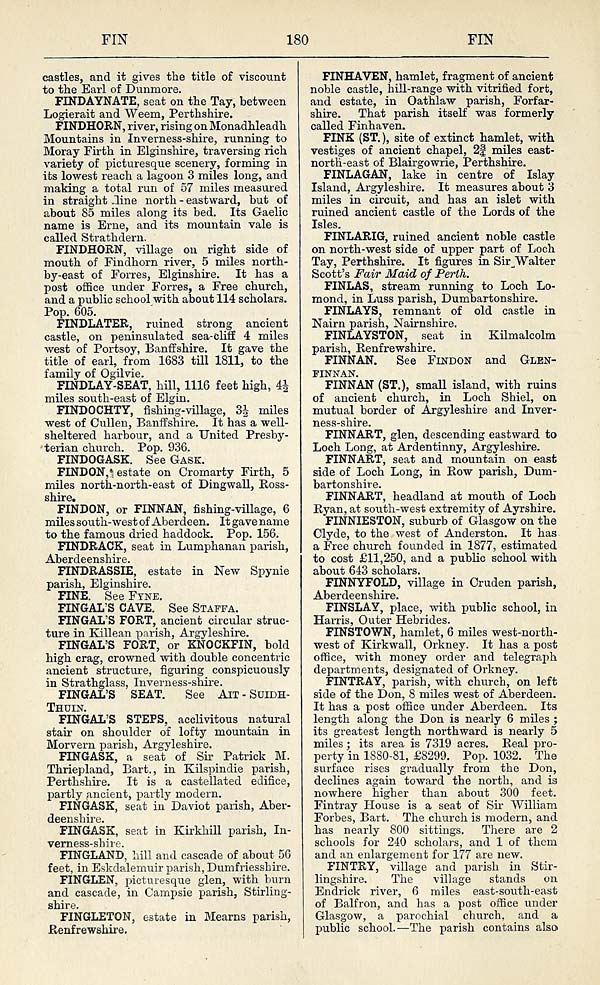 FIN 180 FIN
castles, and it gives the title of viscount
to the Earl of Dunmore.
FINDAYNATE, seat on the Tay, between
Logierait and Weem, Perthshire.
FINDHORN, river, rising on Monadhleadh
Mountains in Inverness-shire, running to
Moray Firth in Elginshire, traversing rich
variety of picturesque scenery, forming in
its lowest reach a lagoon 3 miles long, and
making a total run of 57 miles measured
in straight line north-eastward, but of
about 85 miles along its bed. Its Gaelic
name is Erne, and its mountain vale is
called Strathdern.
FINDHORN, village on right side of
mouth of Findhorn river, 5 miles north-
by-east of Forres, Elginshire. It has a
post office under Forres, a Free church,
and a public school with about 114 scholars.
Pop. 605.
FINDLATER, ruined strong ancient
castle, on peninsulated sea-cliff 4 miles
west of Portsoy, Banffshire. It gave the
title of earl, from 1683 till 1811, to the
family of Ogilvie.
FINDLAY-SEAT, hill, 1116 feet high, 4½
miles south-east of Elgin.
FINDOCHTY, fishing-village, 3½ miles
west of Cullen, Banffshire. It has a well-
sheltered harbour, and a United Presby-
terian church. Pop. 936.
FINDOGASK. See GASK.
FINDON, estate on Cromarty Firth, 5
miles north-north-east of Dingwall, Ross-
shire.
FINDON, or FINNAN, fishing-village, 6
miles south-west of Aberdeen. It gave name
to the famous dried haddock. Pop. 156.
FINDRACK, seat in Lumphanan parish,
Aberdeenshire.
FINDRASSIE, estate in New Spynie
parish, Elginshire.
FINE. See FYNE.
FINGAL'S CAVE. See STAFFA.
FINGAL'S FORT, ancient circular struc-
ture in Killean parish, Argyleshire.
FINGAL'S FORT, or KNOCKFIN, bold
high crag, crowned with double concentric
ancient structure, figuring conspicuously
in Strathglass, Inverness-shire.
FINGAL'S SEAT. See AIT-SUIDH-
THUIN.
FINGAL'S STEPS, acclivitous natural
stair on shoulder of lofty mountain in
Morvern parish, Argyleshire.
FINGASK, a seat of Sir Patrick M.
Thriepland, Bart., in Kilspindie parish,
Perthshire. It is a castellated edifice,
partly ancient, partly modern.
FINGASK, seat in Daviot parish, Aber-
deenshire.
FINGASK, seat in Kirkhill parish, In-
verness-shire.
FINGLAND, hill and cascade of about 56
feet, in Eskdalemuir parish, Dumfriesshire.
FINGLEN, picturesque glen, with burn
and cascade, in Campsie parish, Stirling-
shire.
FINGLETON, estate in Mearns parish,
Renfrewshire.
FINHAVEN, hamlet, fragment of ancient
noble castle, hill-range with vitrified fort,
and estate, in Oathlaw parish, Forfar-
shire. That parish itself was formerly
called Finhaven.
FINK (ST.), site of extinct hamlet, with
vestiges of ancient chapel, 2¾ miles east-
north-east of Blairgowrie, Perthshire.
FINLAGAN, lake in centre of Islay
Island, Argyleshire. It measures about 3
miles in circuit, and has an islet with
ruined ancient castle of the Lords of the
Isles.
FINLARIG, ruined ancient noble castle
on north-west side of upper part of Loch
Tay, Perthshire. It figures in Sir Walter
Scott's Fair Maid of Perth.
FINLAS, stream running to Loch Lo-
mond, in Luss parish, Dumbartonshire.
FINLAYS, remnant of old castle in
Nairn parish, Nairnshire.
FINLAYSTON, seat in Kilmalcolm
parish, Renfrewshire.
FINNAN. See FINDON and GLEN-
FINNAN.
FINNAN (ST.), small island, with ruins
of ancient church, in Loch Shiel, on
mutual border of Argyleshire and Inver-
ness-shire.
FINNART, glen, descending eastward to
Loch Long, at Ardentinny, Argyleshire.
FINNART, seat and mountain on east
side of Loch Long, in Row parish, Dum-
bartonshire.
FINNART, headland at mouth of Loch
Ryan, at south-west extremity of Ayrshire.
FINNIESTON, suburb of Glasgow on the
Clyde, to the west of Anderston. It has
a Free church founded in 1877, estimated
to cost £11,250, and a public school with
about 643 scholars.
FINNYFOLD, village in Cruden parish,
Aberdeenshire.
FINSLAY, place, with public school, in
Harris, Outer Hebrides.
FINSTOWN, hamlet, 6 miles west-north-
west of Kirkwall, Orkney. It has a post
office, with money order and telegraph
departments, designated of Orkney.
FINTRAY, parish, with church, on left
side of the Don, 8 miles west of Aberdeen.
It has a post office under Aberdeen. Its
length along the Don is nearly 6 miles;
its greatest length northward is nearly 5
miles; its area is 7319 acres. Real pro-
perty in 1880-81, £8299. Pop. 1032. The
surface rises gradually from the Don,
declines again toward the north, and is
nowhere higher than about 300 feet.
Fintray House is a seat of Sir William
Forbes, Bart. The church is modern, and
has nearly 800 sittings. There are 2
schools for 240 scholars, and 1 of them
and an enlargement for 177 are new.
FINTRY, village and parish in Stir-
lingshire. The village stands on
Endrick river, 6 miles east-south-east
of Balfron, and has a post office under
Glasgow, a parochial church, and a
public school.—The parish contains also